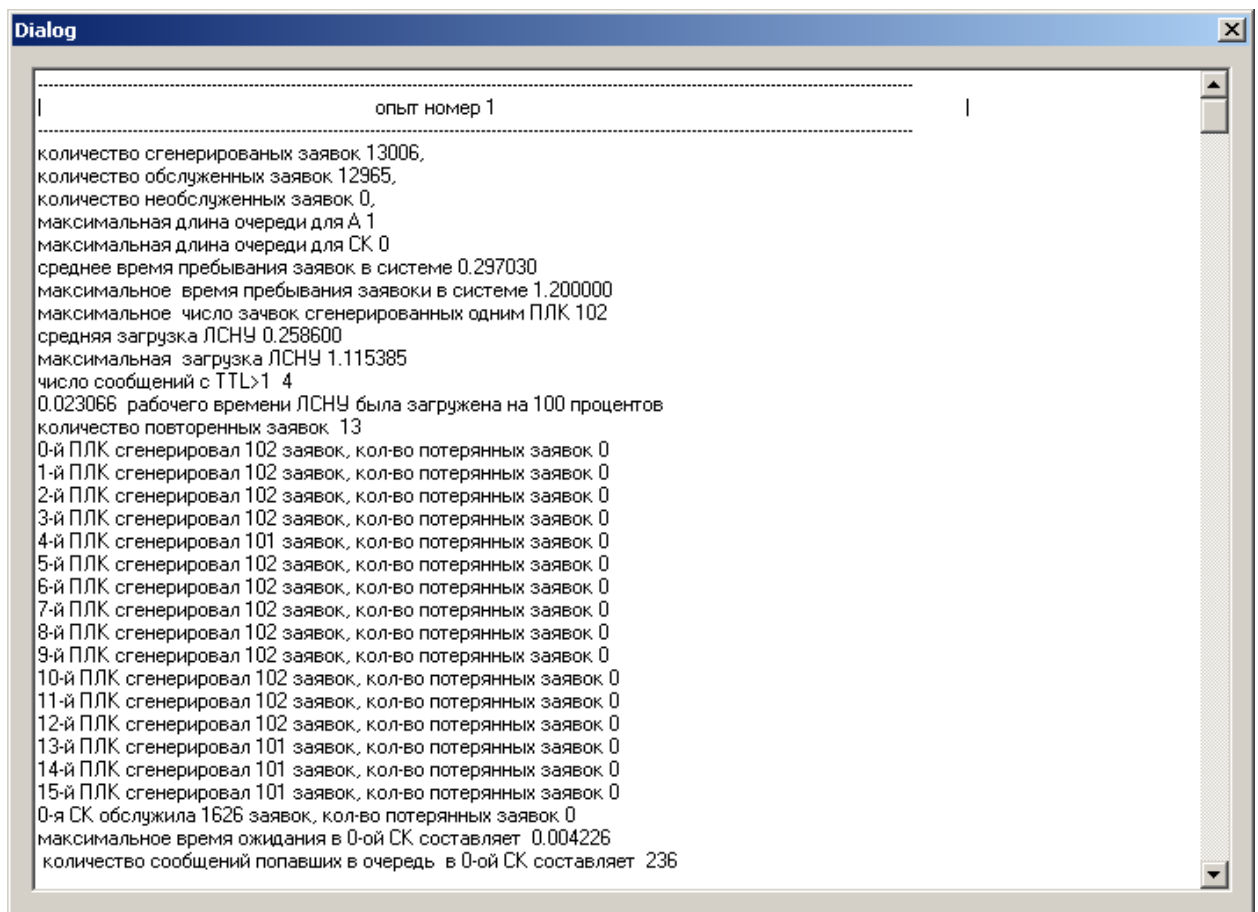 Dialog
--------------------------------------------------------------------------------
| опыт номер 1 |
--------------------------------------------------------------------------------
количество сгенерированых заявок 13006,
количество обслуженных заявок 12965,
количество необслуженных заявок 0,
максимальная длина очереди для А 1
максимальная длина очереди для СК 0
среднее время пребывания заявок в системе 0.297030
максимальное  время пребывания заявоки в системе 1.200000
максимальное  число зачвок сгенерированных одним ПЛК 102
средняя загрузка ЛСНУ 0.258600
максимальная  загрузка ЛСНУ 1.115385
число сообщений с TTL>1  4
0.023066  рабочего времени ЛСНУ была загружена на 100 процентов
количество повторенных заявок  13
0-й ПЛК сгенерировал 102 заявок, кол-во потерянных заявок 0
1-й ПЛК сгенерировал 102 заявок, кол-во потерянных заявок 0
2-й ПЛК сгенерировал 102 заявок, кол-во потерянных заявок 0
3-й ПЛК сгенерировал 102 заявок, кол-во потерянных заявок 0
4-й ПЛК сгенерировал 101 заявок, кол-во потерянных заявок 0
5-й ПЛК сгенерировал 102 заявок, кол-во потерянных заявок 0
6-й ПЛК сгенерировал 102 заявок, кол-во потерянных заявок 0
7-й ПЛК сгенерировал 102 заявок, кол-во потерянных заявок 0
8-й ПЛК сгенерировал 102 заявок, кол-во потерянных заявок 0
9-й ПЛК сгенерировал 102 заявок, кол-во потерянных заявок 0
10-й ПЛК сгенерировал 102 заявок, кол-во потерянных заявок 0
11-й ПЛК сгенерировал 102 заявок, кол-во потерянных заявок 0
12-й ПЛК сгенерировал 102 заявок, кол-во потерянных заявок 0
13-й ПЛК сгенерировал 101 заявок, кол-во потерянных заявок 0
14-й ПЛК сгенерировал 101 заявок, кол-во потерянных заявок 0
15-й ПЛК сгенерировал 101 заявок, кол-во потерянных заявок 0
0-я СК обслужила 1626 заявок, кол-во потерянных заявок 0
максимальное время ожидания в 0-ой СК составляет  0.004226
количество сообщений попавших в очередь  в 0-ой СК составляет  236